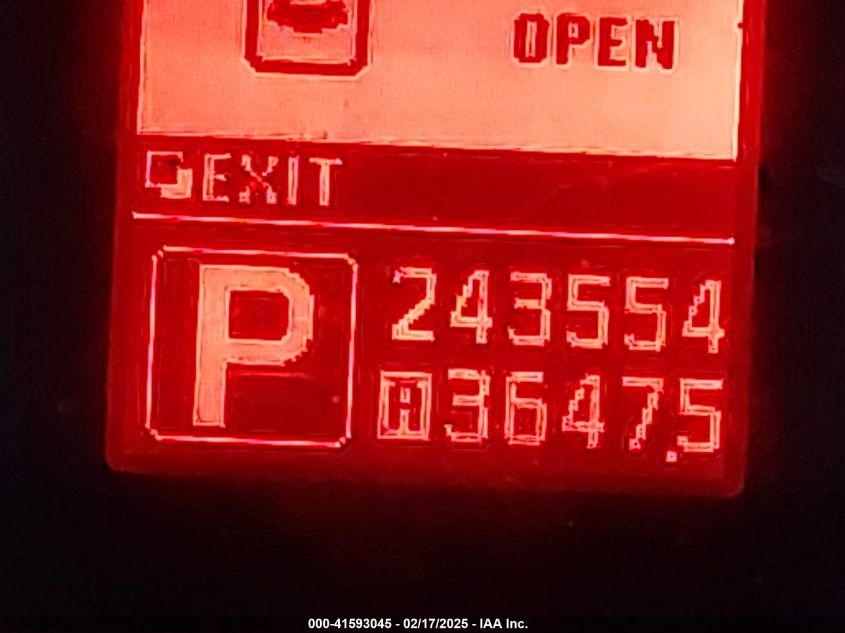 OPEN
EXIT
P
243554
A 3647.5
000-41593045 - 02/17/2025 - IAA Inc.